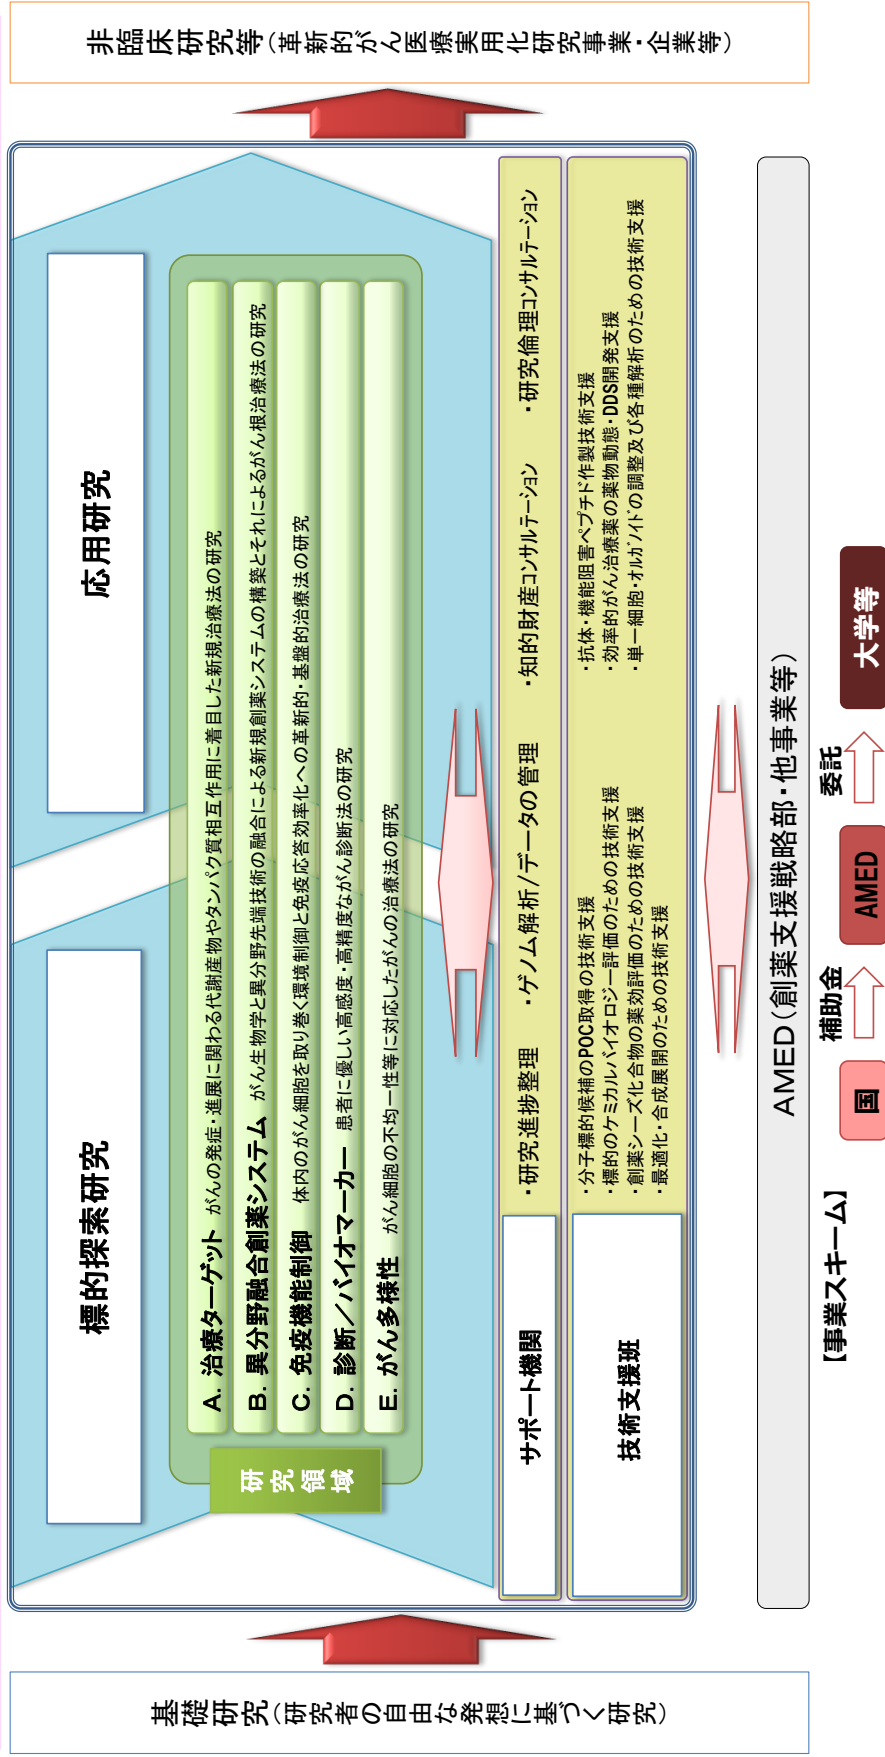 基礎研究(研究者の自由な発想に基づく研究)
標的探索研究
応用研究
研究
領域
A. 治療ターゲット がんの発症・進展に関わる代謝産物やタンパク質相互作用に着目した新規治療法の研究
B. 異分野融合創薬システム がん生物学と異分野先端技術の融合による新規創薬システムの構築とそれによるがん根治療法の研究
C. 免疫機能制御 体内のがん細胞を取り巻く環境制御と免疫応答効率化への革新的・基盤的治療法の研究
D. 診断／バイオマーカー 患者に優しい高感度・高精度ながん診断法の研究
E. がん多様性 がん細胞の不均一性等に対応したがんの治療法の研究
サポート機関
・研究進捗整理 ・ゲノム解析/データの管理 ・知的財産コンサルテーション ・研究倫理コンサルテーション
技術支援班
・分子標的候補のPOC取得の技術支援
・標的のケミカルバイオロジー評価のための技術支援
・創薬シーズ化合物の薬効評価のための技術支援
・最適化・合成展開のための技術支援
・抗体・機能阻害ペプチド作製技術支援
・効率的がん治療薬の薬物動態・DDS開発支援
・単一細胞・オルガノイドの調整及び各種解析のための技術支援
非臨床研究等(革新的がん医療実用化研究事業・企業等)
AMED(創薬支援戦略部・他事業等)
【事業スキーム】
国
補助金
AMED
委託
大学等